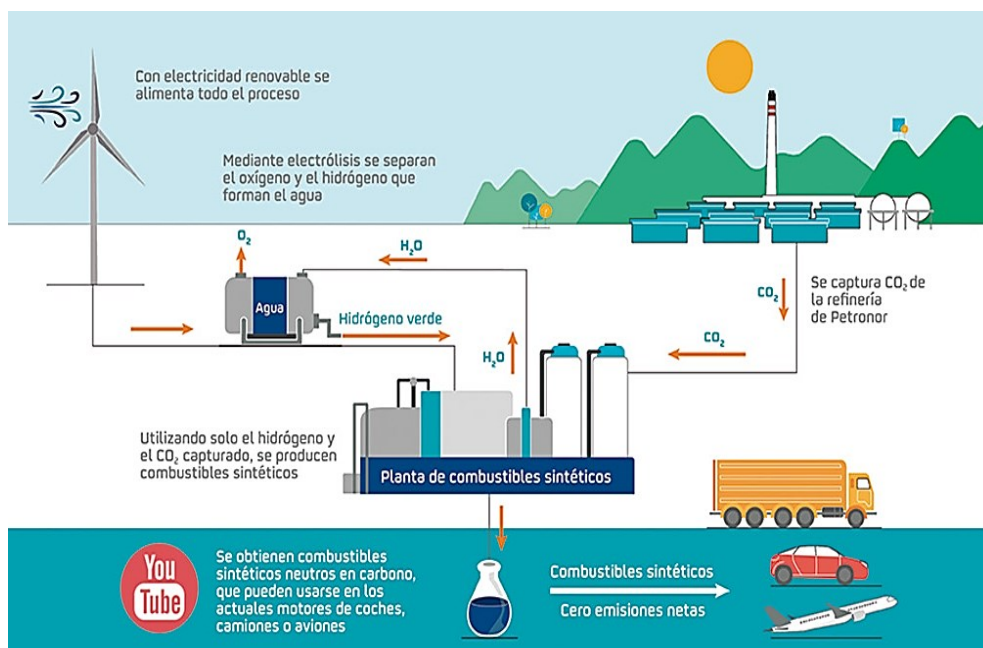 Con electricidad renovable se
alimenta todo el proceso
Mediante electrólisis se separan
el oxígeno y el hidrógeno que
forman el agua
O₂
H₂O
Agua
Hidrógeno verde
H₂O
CO₂
Se captura CO₂ de
la refinería
de Petronor
CO₂
Utilizando solo el hidrógeno y
el CO₂ capturado, se producen
combustibles sintéticos
Planta de combustibles sintéticos
You
Tube
Se obtienen combustibles
sintéticos neutros en carbono,
que pueden usarse en los
actuales motores de coches,
camiones o aviones
Combustibles sintéticos
Cero emisiones netas